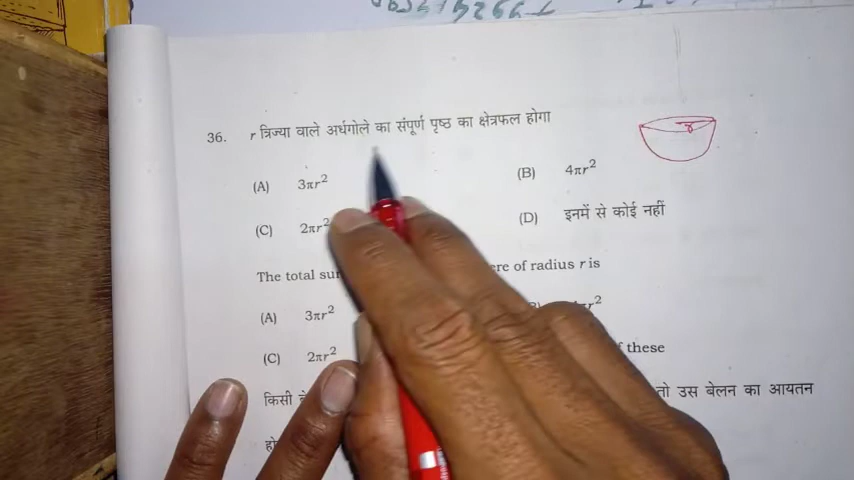 36. r त्रिज्या वाले अर्धगोले का संपूर्ण पृष्ठ का क्षेत्रफल होगा
r
(A) 3πr² (B) 4πr²
(C) 2πr² (D) इनमें से कोई नहीं
The total ere of radius r is
(A) 3πr² r²
(C) 2πr² these
किसी तो उस बेलन का आयतन